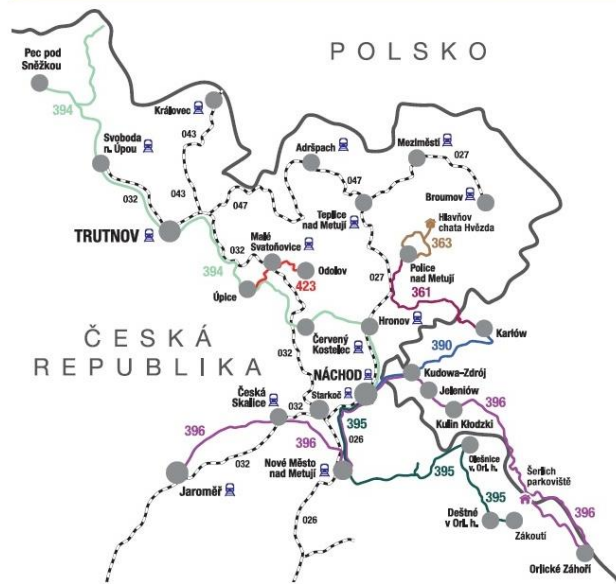 POLSKO
Pec pod
Sněžkou
394
Královec
043
Svoboda
n. Úpou
032
043
Adršpach
Meziměstí
027
047
Broumov
047
Teplice
nad Metují
Hlavňov
chata Hvězda
363
TRUTNOV
032
Malé
Svatoňovice
394
Odolov
423
Úpice
027
Police
nad Metují
361
ČESKÁ
REPUBLIKA
032
Červený
Kostelec
Hronov
Karlów
390
Kudowa-Zdrój
NÁCHOD
Jeleniów
396
Kulin Kłodzki
Česká
Skalice
Starkoč
032
395
026
396
396
Nové Město
nad Metují
032
Jaroměř
026
Olešnice
v. Orl. h.
395
395
Šerlich
parkoviště
Deštné
v Orl. h.
Zákoutí
396
Orlické Záhoří